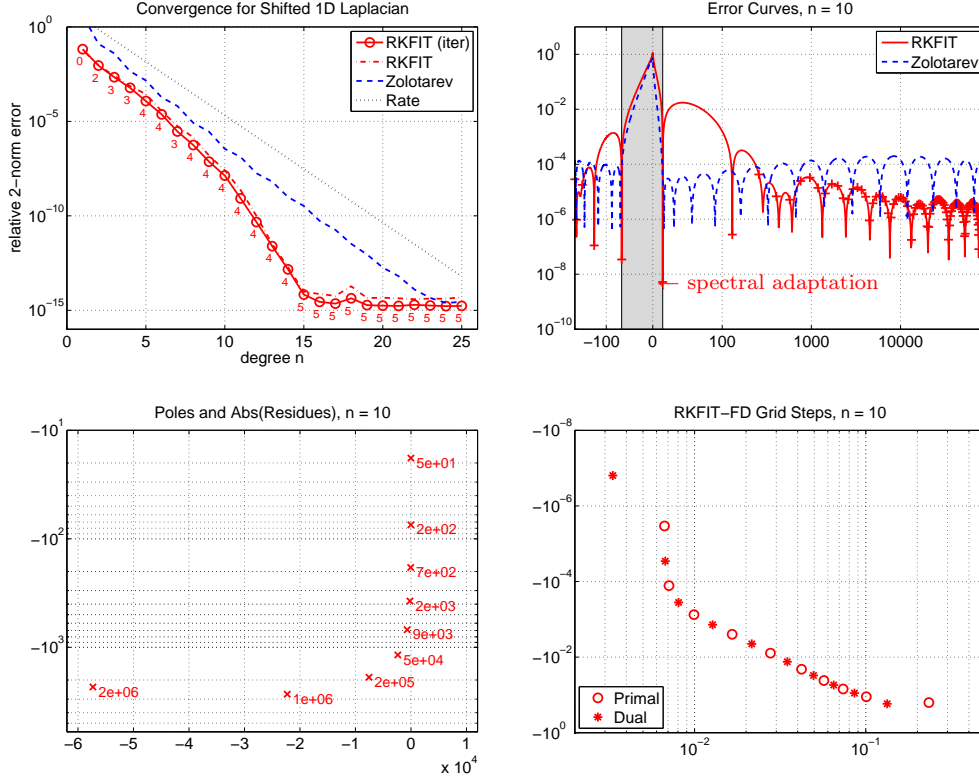 Convergence for Shifted 1D Laplacian
relative 2−norm error
10^0
10^−5
10^−10
10^−15
RKFIT (iter)
RKFIT
Zolotarev
Rate
0
2
3
3
4
4
3
4
4
4
4
4
4
4
5
5
5
5
5
5
5
5
5
5
5
0 5 10 15 20 25
degree n
Error Curves, n = 10
10^0
10^−2
10^−4
10^−6
10^−8
10^−10
RKFIT
Zolotarev
← spectral adaptation
−100 0 100 1000 10000
Poles and Abs(Residues), n = 10
−10^1
−10^2
−10^3
5e+01
2e+02
7e+02
2e+03
9e+03
5e+04
2e+05
2e+06
1e+06
−6 −5 −4 −3 −2 −1 0 1
x 10^4
RKFIT−FD Grid Steps, n = 10
−10^−8
−10^−6
−10^−4
−10^−2
−10^0
Primal
Dual
10^−2 10^−1